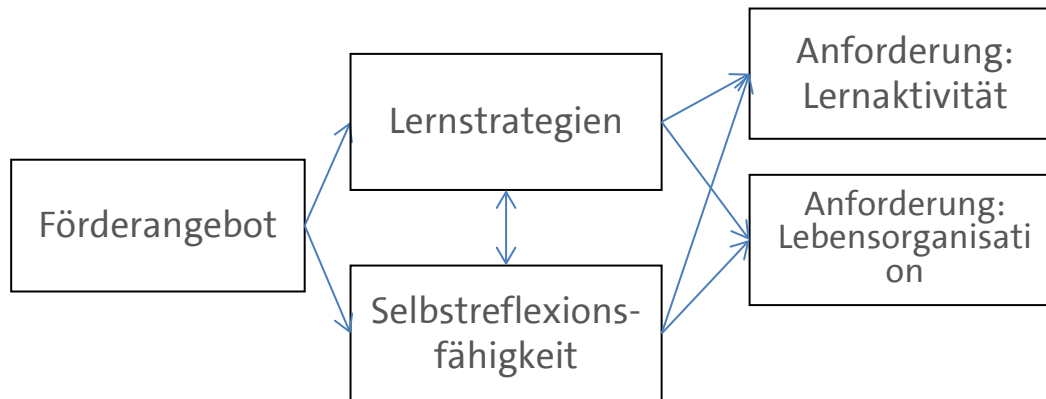 Förderangebot
Lernstrategien
Selbstreflexions-
fähigkeit
Anforderung:
Lernaktivität
Anforderung:
Lebensorganisati
on